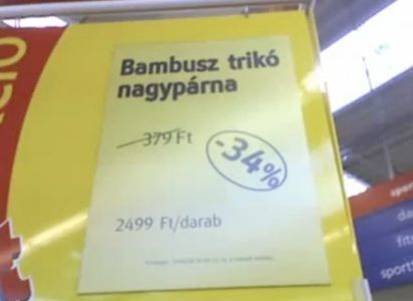 Bambusz trikó
nagypárna
379 Ft
-34%
2499 Ft/darab